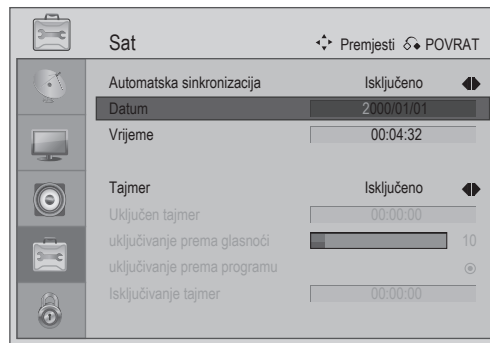 Sat Premjesti POVRAT
Automatska sinkronizacija Isključeno
Datum 2000/01/01
Vrijeme 00:04:32
Tajmer Isključeno
Uključen tajmer 00:00:00
uključivanje prema glasnoći 10
uključivanje prema programu
Isključivanje tajmer 00:00:00